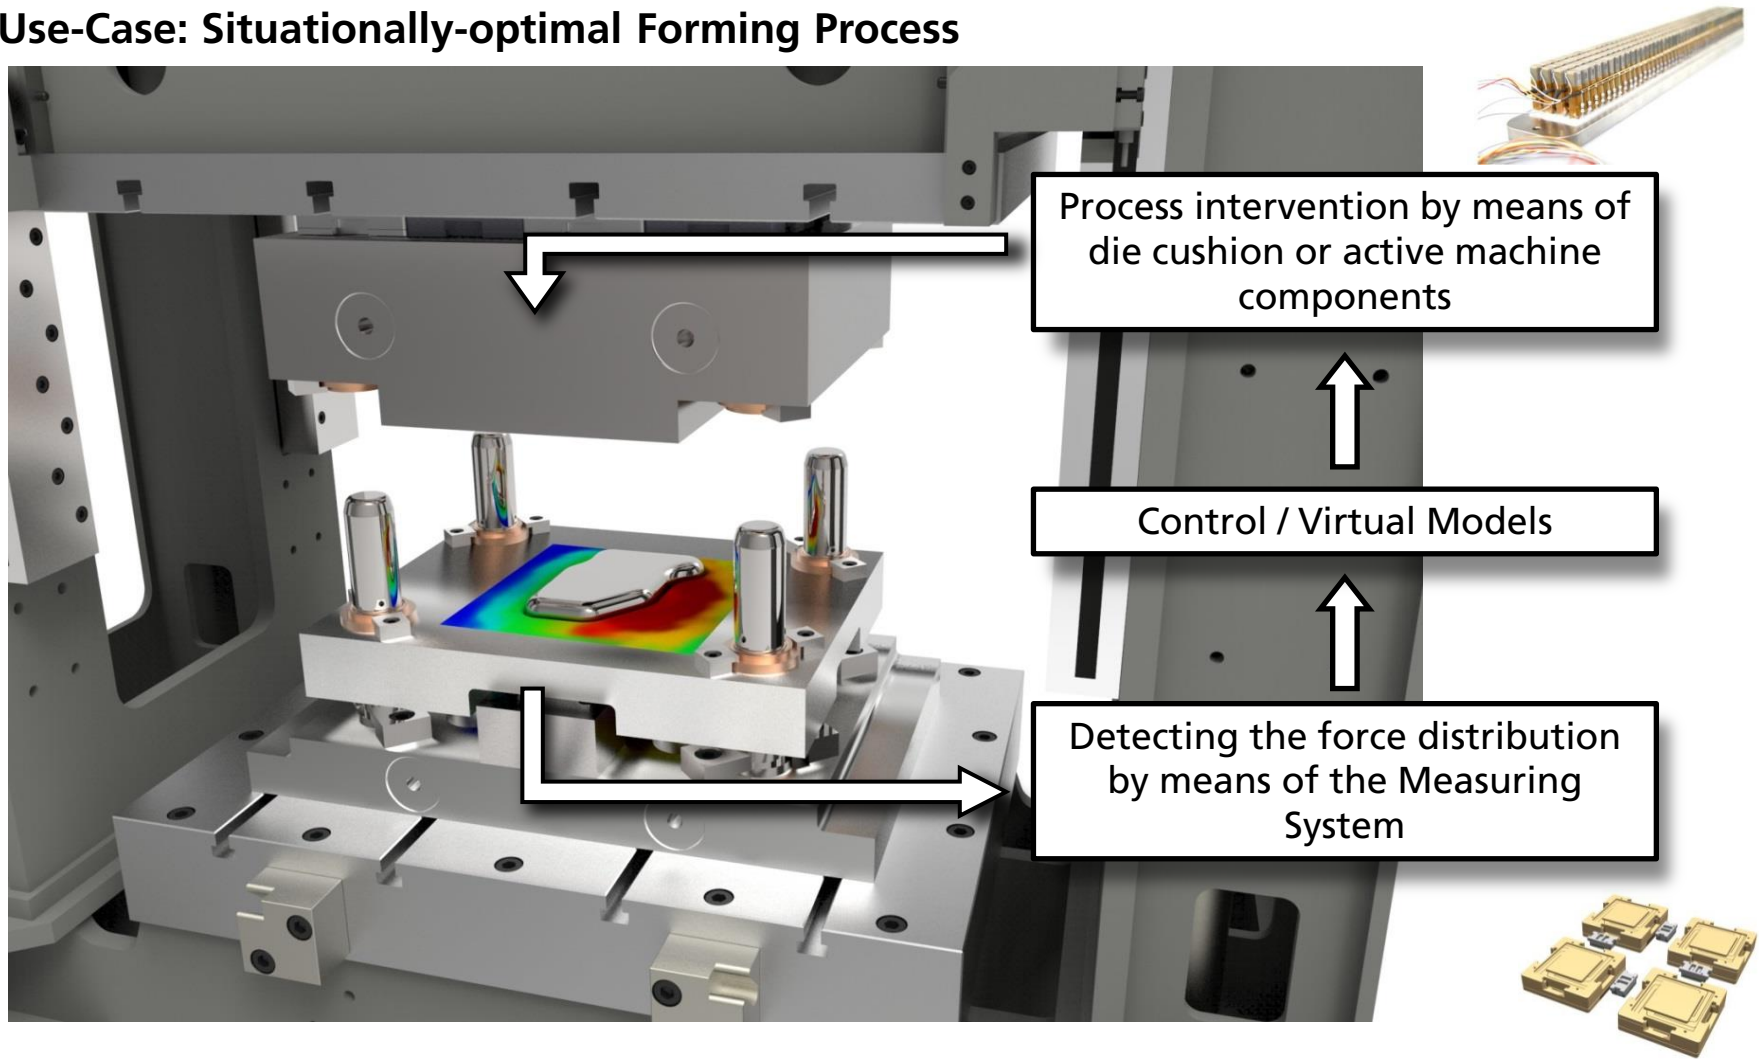 Use-Case: Situationally-optimal Forming Process
Process intervention by means of
die cushion or active machine
components
Control / Virtual Models
Detecting the force distribution
by means of the Measuring
System